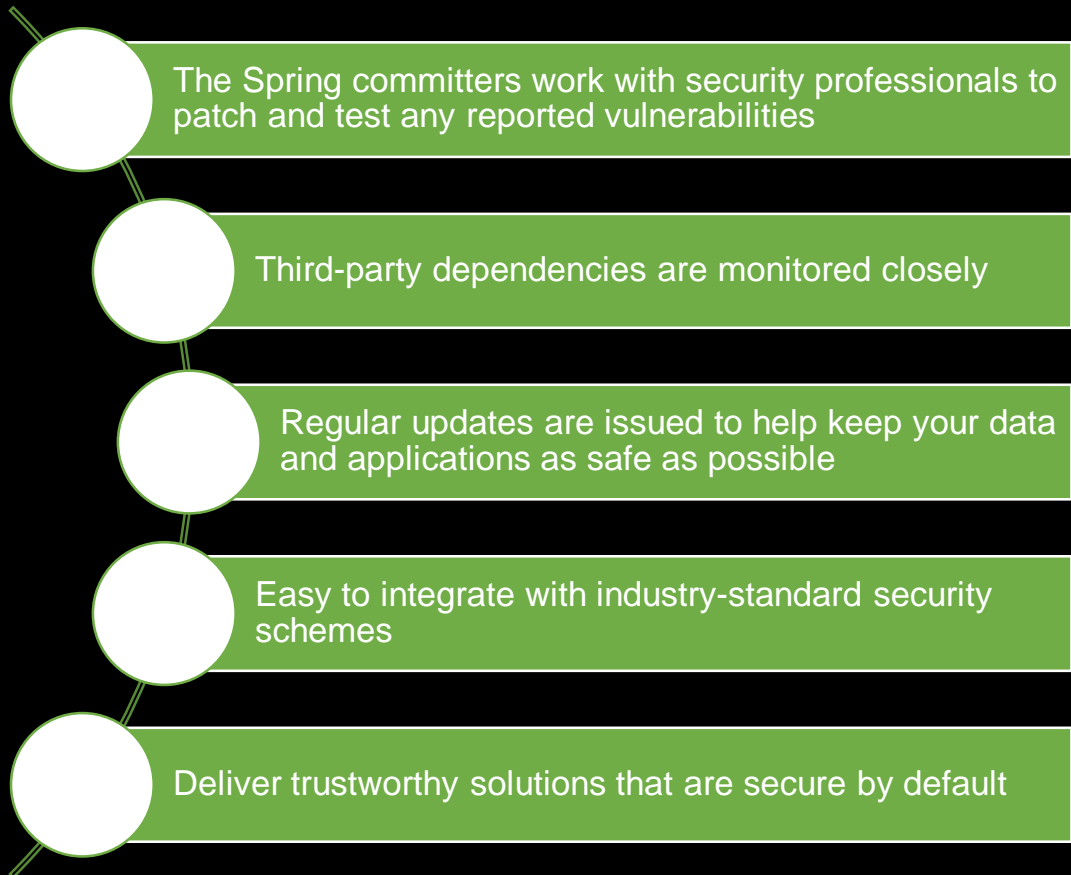 The Spring committers work with security professionals to
patch and test any reported vulnerabilities
Third-party dependencies are monitored closely
Regular updates are issued to help keep your data
and applications as safe as possible
Easy to integrate with industry-standard security
schemes
Deliver trustworthy solutions that are secure by default